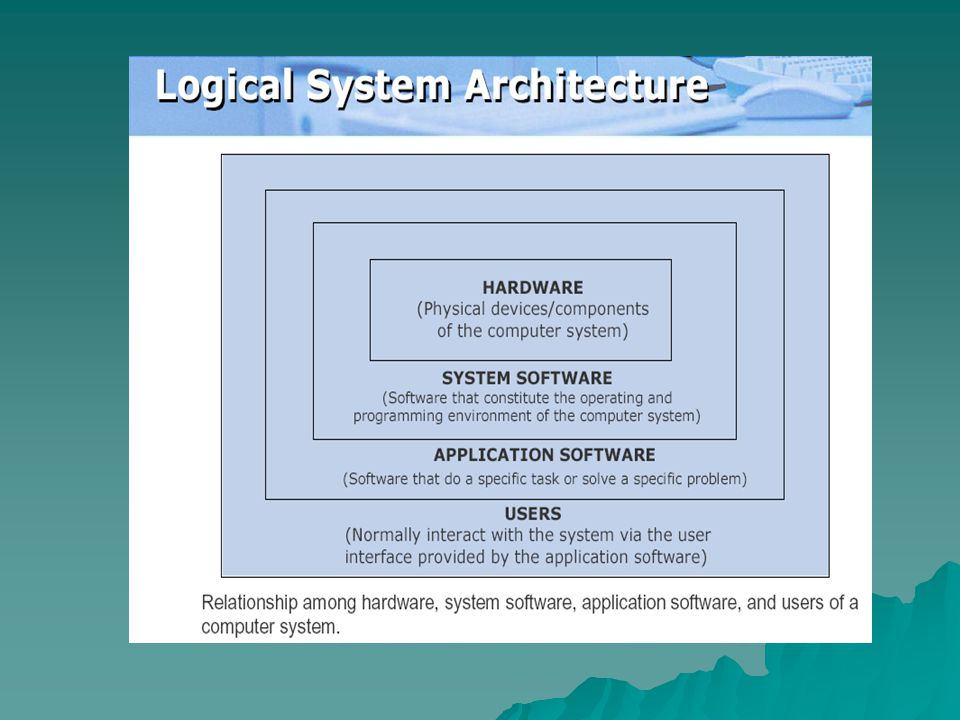 Logical System Architecture
HARDWARE
(Physical devices/components
of the computer system)
SYSTEM SOFTWARE
(Software that constitute the operating and
programming environment of the computer system)
APPLICATION SOFTWARE
(Software that do a specific task or solve a specific problem)
USERS
(Normally interact with the system via the user
interface provided by the application software)
Relationship among hardware, system software, application software, and users of a
computer system.